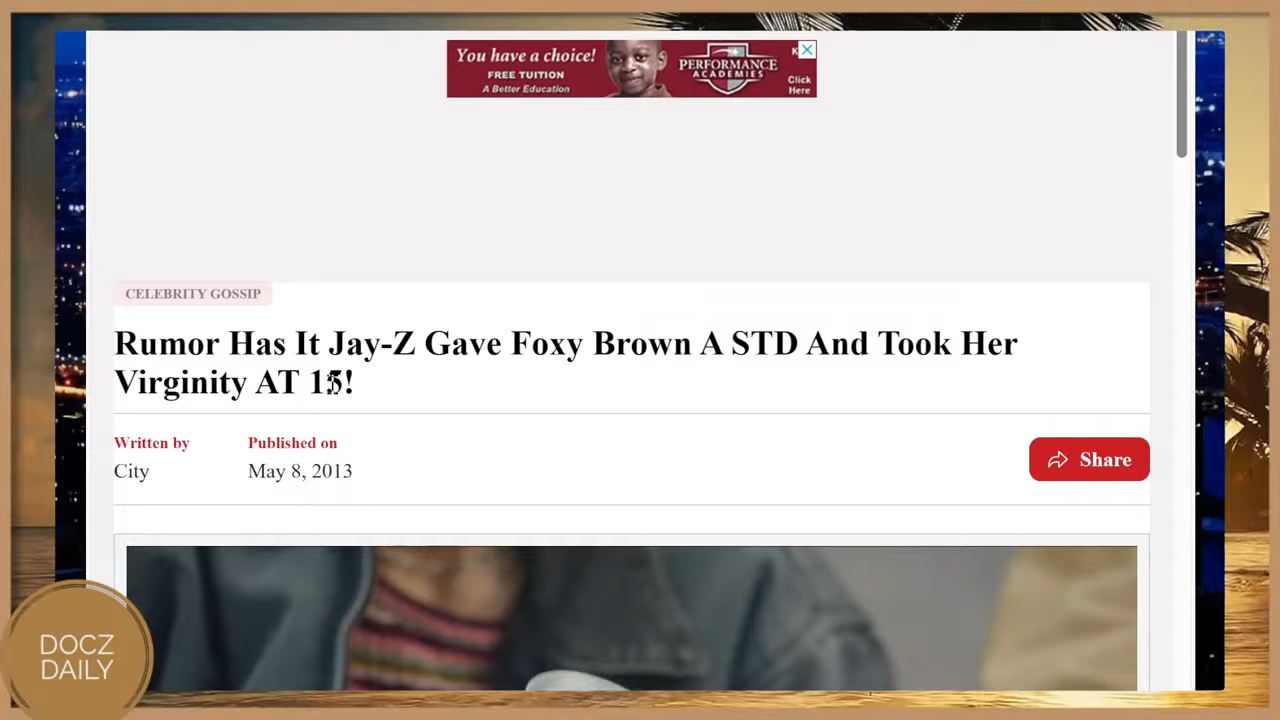 You have a choice!
FREE TUITION
A Better Education
PERFORMANCE
ACADEMIES
Click
Here
CELEBRITY GOSSIP
Rumor Has It Jay-Z Gave Foxy Brown A STD And Took Her
Virginity AT 15!
Written by
Published on
City
May 8, 2013
Share
DOCZ
DAILY